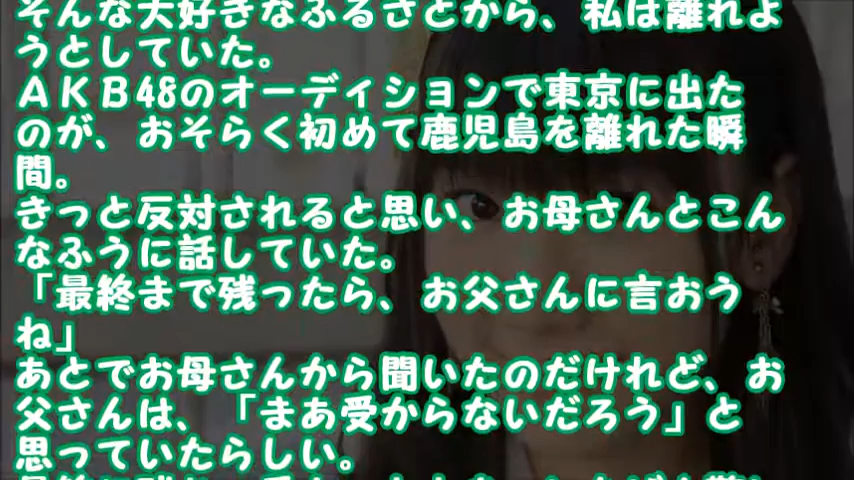 そんな大好きなふるさとから、私は離れよ
うとしていた。
ＡＫＢ48のオーディションで東京に出た
のが、おそらく初めて鹿児島を離れた瞬
間。
きっと反対されると思い、お母さんとこん
なふうに話していた。
「最終まで残ったら、お父さんに言おう
ね」
あとでお母さんから聞いたのだけれど、お
父さんは、「まあ受からないだろう」と
思っていたらしい。